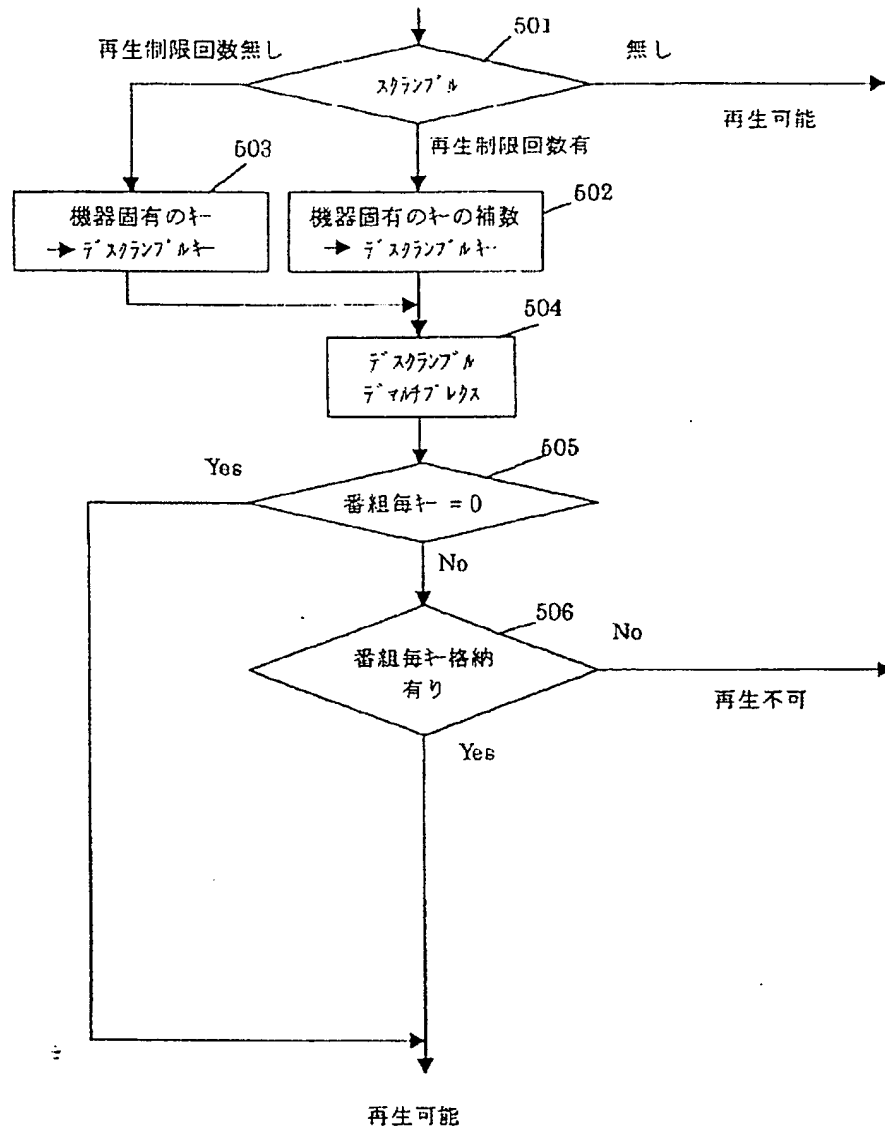 501
再生制限回数無し
無し
スクランブル
再生可能
再生制限回数有
503
502
機器固有のキー
→ デスクランブルキー
機器固有のキーの補数
→ デスクランブルキー
504
デスクランブル
デマルチプレクス
505
Yes
番組毎キー = 0
No
506
No
番組毎キー格納
有り
再生不可
Yes
再生可能